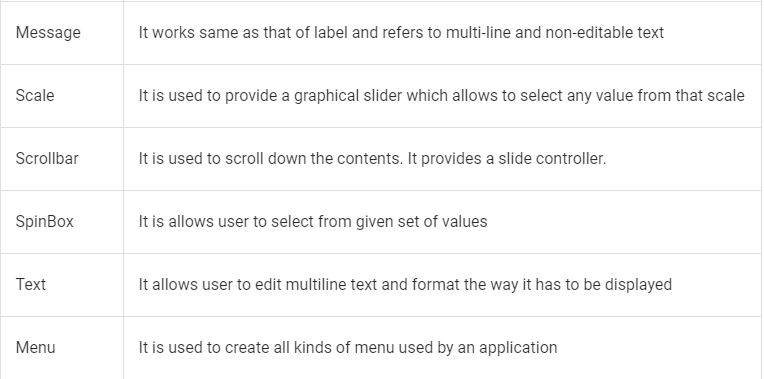 Message It works same as that of label and refers to multi-line and non-editable text
Scale It is used to provide a graphical slider which allows to select any value from that scale
Scrollbar It is used to scroll down the contents. It provides a slide controller.
SpinBox It is allows user to select from given set of values
Text It allows user to edit multiline text and format the way it has to be displayed
Menu It is used to create all kinds of menu used by an application